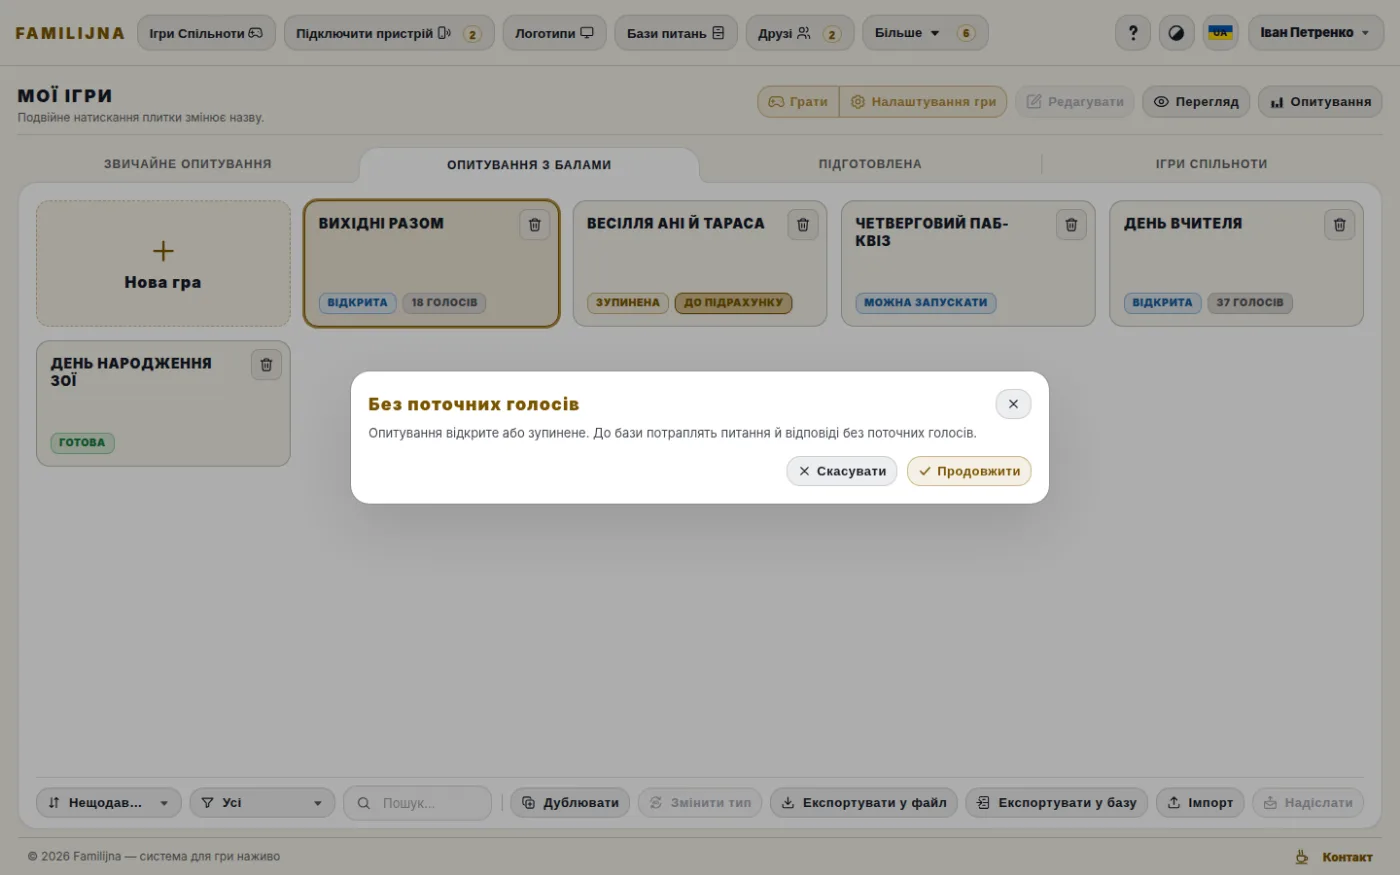 FAMILIJNA
Ігри Спільноти
Підключити пристрій 2
Логотипи
Бази питань
Друзі 2
Більше 6
?
UA
Іван Петренко
МОЇ ІГРИ
Подвійне натискання плитки змінює назву.
Грати
Налаштування гри
Редагувати
Перегляд
Опитування
ЗВИЧАЙНЕ ОПИТУВАННЯ
ОПИТУВАННЯ З БАЛАМИ
ПІДГОТОВЛЕНА
ІГРИ СПІЛЬНОТИ
Нова гра
ВИХІДНІ РАЗОМ
ВІДКРИТА
18 ГОЛОСІВ
ВЕСІЛЛЯ АНІ Й ТАРАСА
ЗУПИНЕНА
ДО ПІДРАХУНКУ
ЧЕТВЕРГОВИЙ ПАБ-
КВІЗ
МОЖНА ЗАПУСКАТИ
ДЕНЬ ВЧИТЕЛЯ
ВІДКРИТА
37 ГОЛОСІВ
ДЕНЬ НАРОДЖЕННЯ
ЗОЇ
ГОТОВА
Без поточних голосів
Опитування відкрите або зупинене. До бази потраплять питання й відповіді без поточних голосів.
Скасувати
Продовжити
Нещодав...
Усі
Пошук...
Дублювати
Змінити тип
Експортувати у файл
Експортувати у базу
Імпорт
Надіслати
© 2026 Familijna — система для гри наживо
Контакт